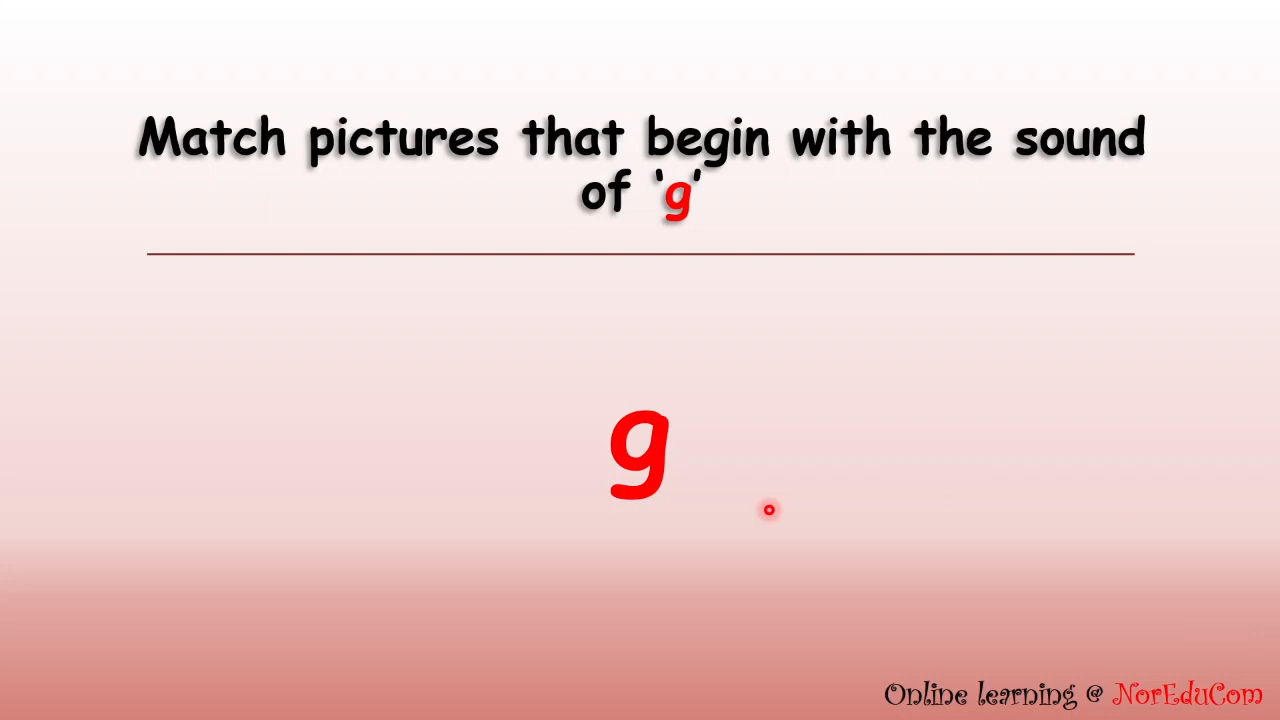 Match pictures that begin with the sound
of ‘g’
g
Online learning @ NorEduCom